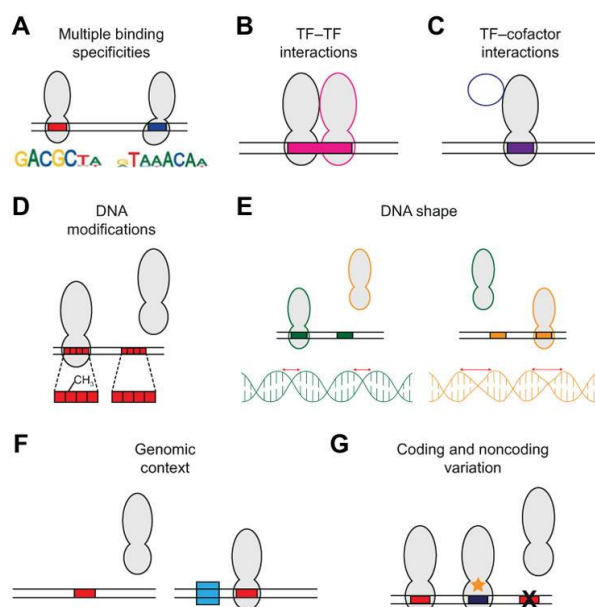 A
Multiple binding
specificities
GACGCTA
GTAAACAA
B
TF–TF
interactions
C
TF–cofactor
interactions
D
DNA
modifications
CH3
E
DNA shape
F
Genomic
context
G
Coding and noncoding
variation
X